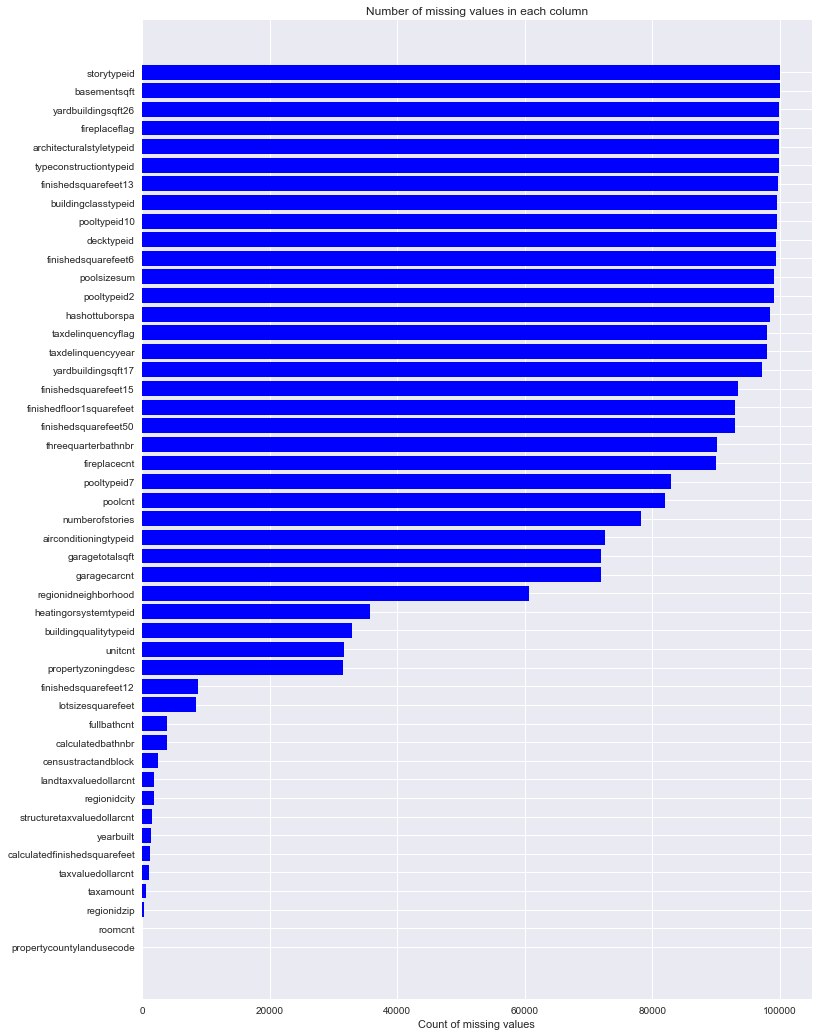 Number of missing values in each column
storytypeid
basementsqft
yardbuildingsqft26
fireplaceflag
architecturalstyletypeid
typeconstructiontypeid
finishedsquarefeet13
buildingclasstypeid
pooltypeid10
decktypeid
finishedsquarefeet6
poolsizesum
pooltypeid2
hashottuborspa
taxdelinquencyflag
taxdelinquencyyear
yardbuildingsqft17
finishedsquarefeet15
finishedfloor1squarefeet
finishedsquarefeet50
threequarterbathnbr
fireplacecnt
pooltypeid7
poolcnt
numberofstories
airconditioningtypeid
garagetotalsqft
garagecarcnt
regionidneighborhood
heatingorsystemtypeid
buildingqualitytypeid
unitcnt
propertyzoningdesc
finishedsquarefeet12
lotsizesquarefeet
fullbathcnt
calculatedbathnbr
censustractandblock
landtaxvaluedollarcnt
regionidcity
structuretaxvaluedollarcnt
yearbuilt
calculatedfinishedsquarefeet
taxvaluedollarcnt
taxamount
regionidzip
roomcnt
propertycountylandusecode
0 20000 40000 60000 80000 100000
Count of missing values